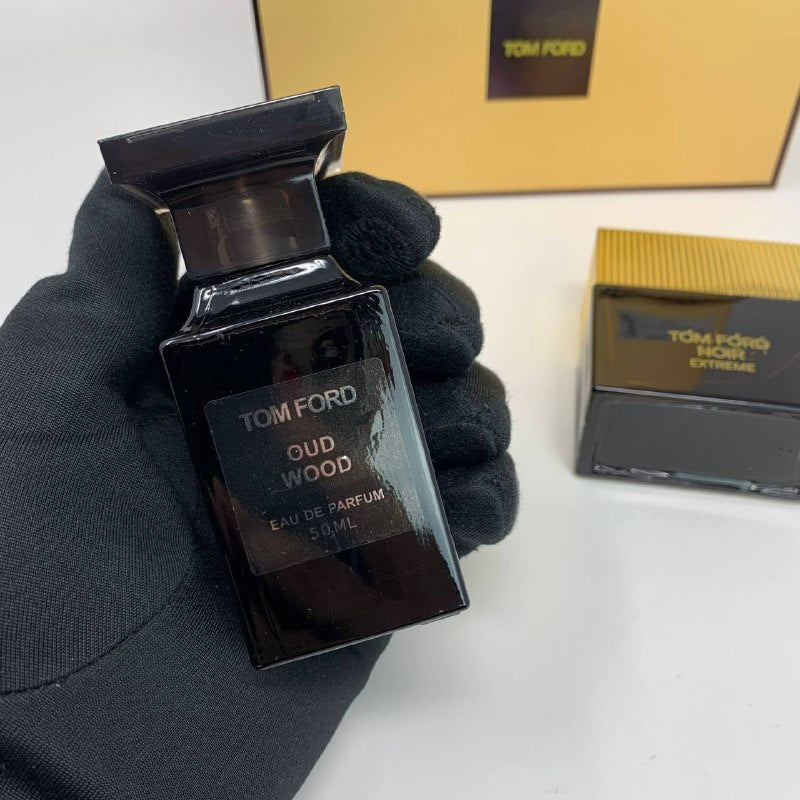 TOM FORD
TOM FORD
OUD
WOOD
EAU DE PARFUM
50ML
TOM FORD
NOIR
EXTREME